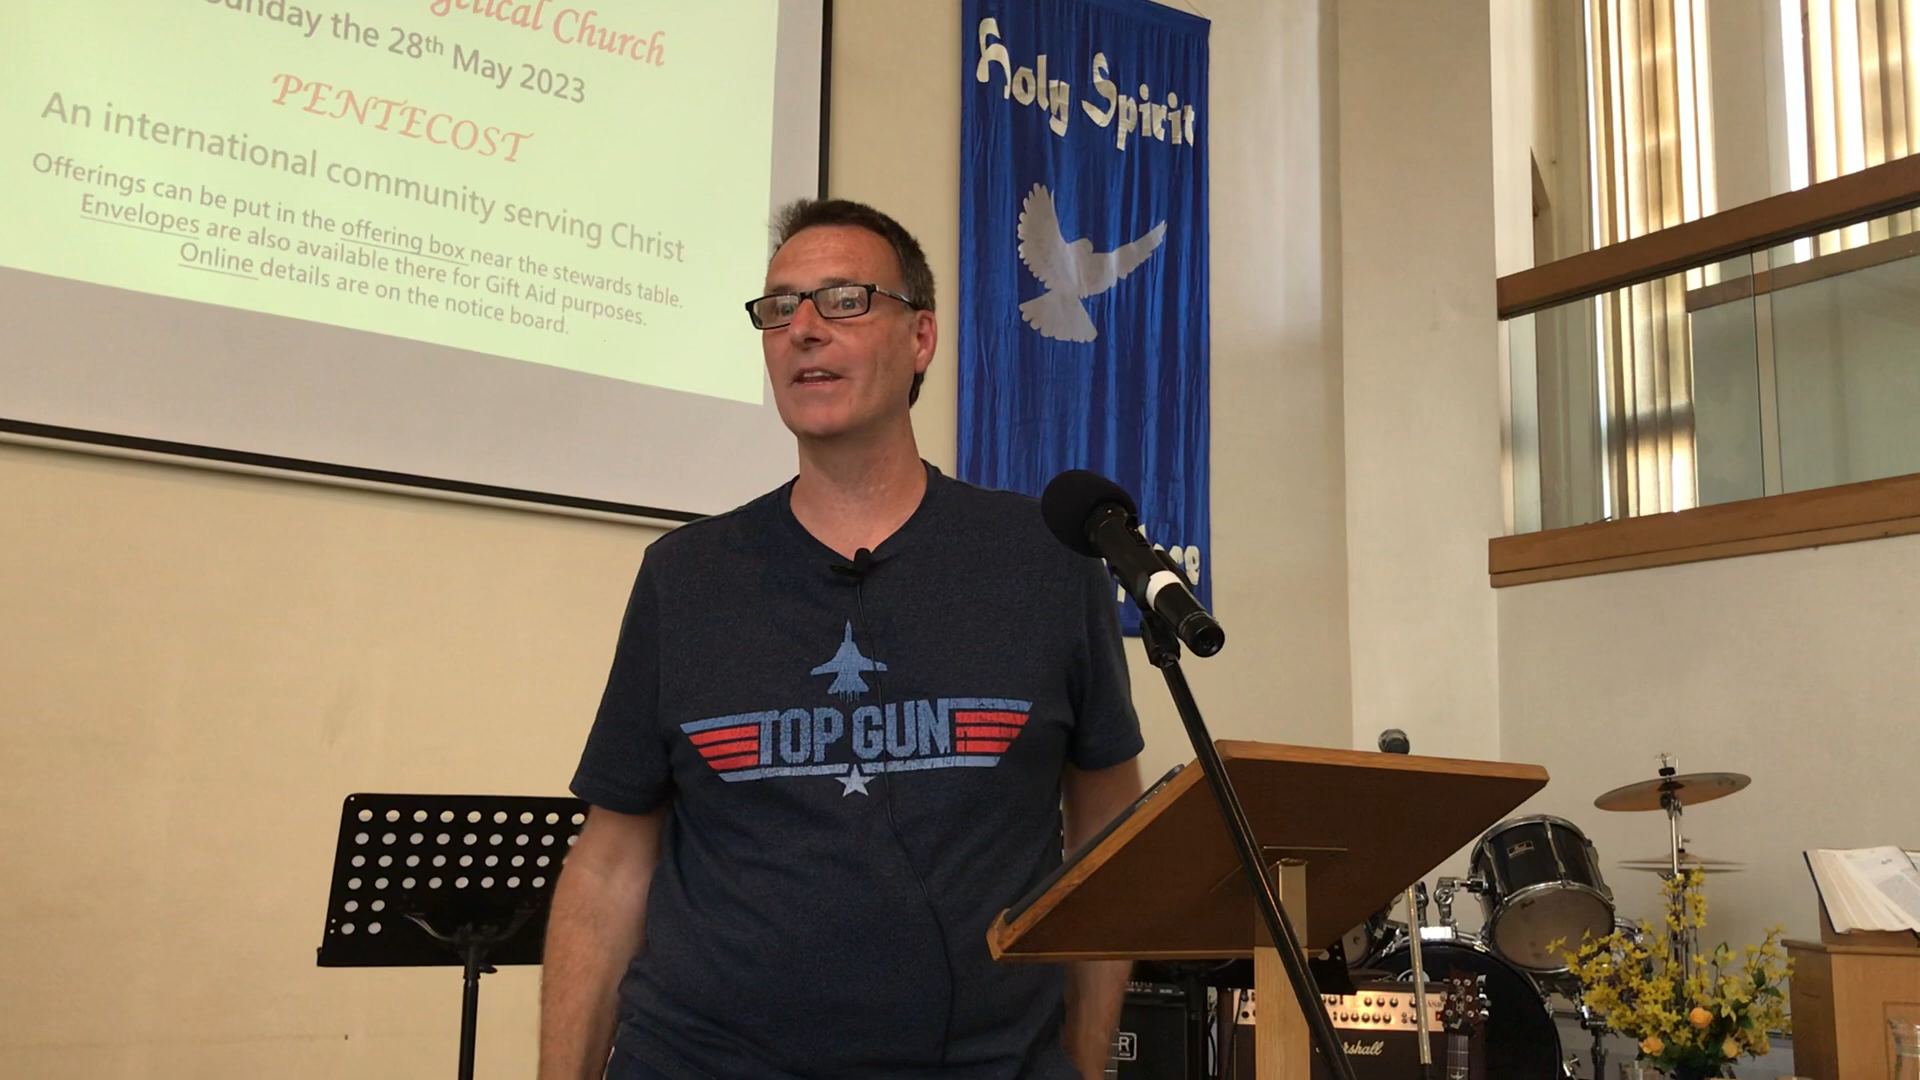 Church
Sunday the 28th May 2023
PENTECOST
An international community serving Christ
Offerings can be put in the offering box near the stewards table.
Envelopes are also available there for Gift Aid purposes.
Online details are on the notice board.
Holy Spirit
TOP GUN